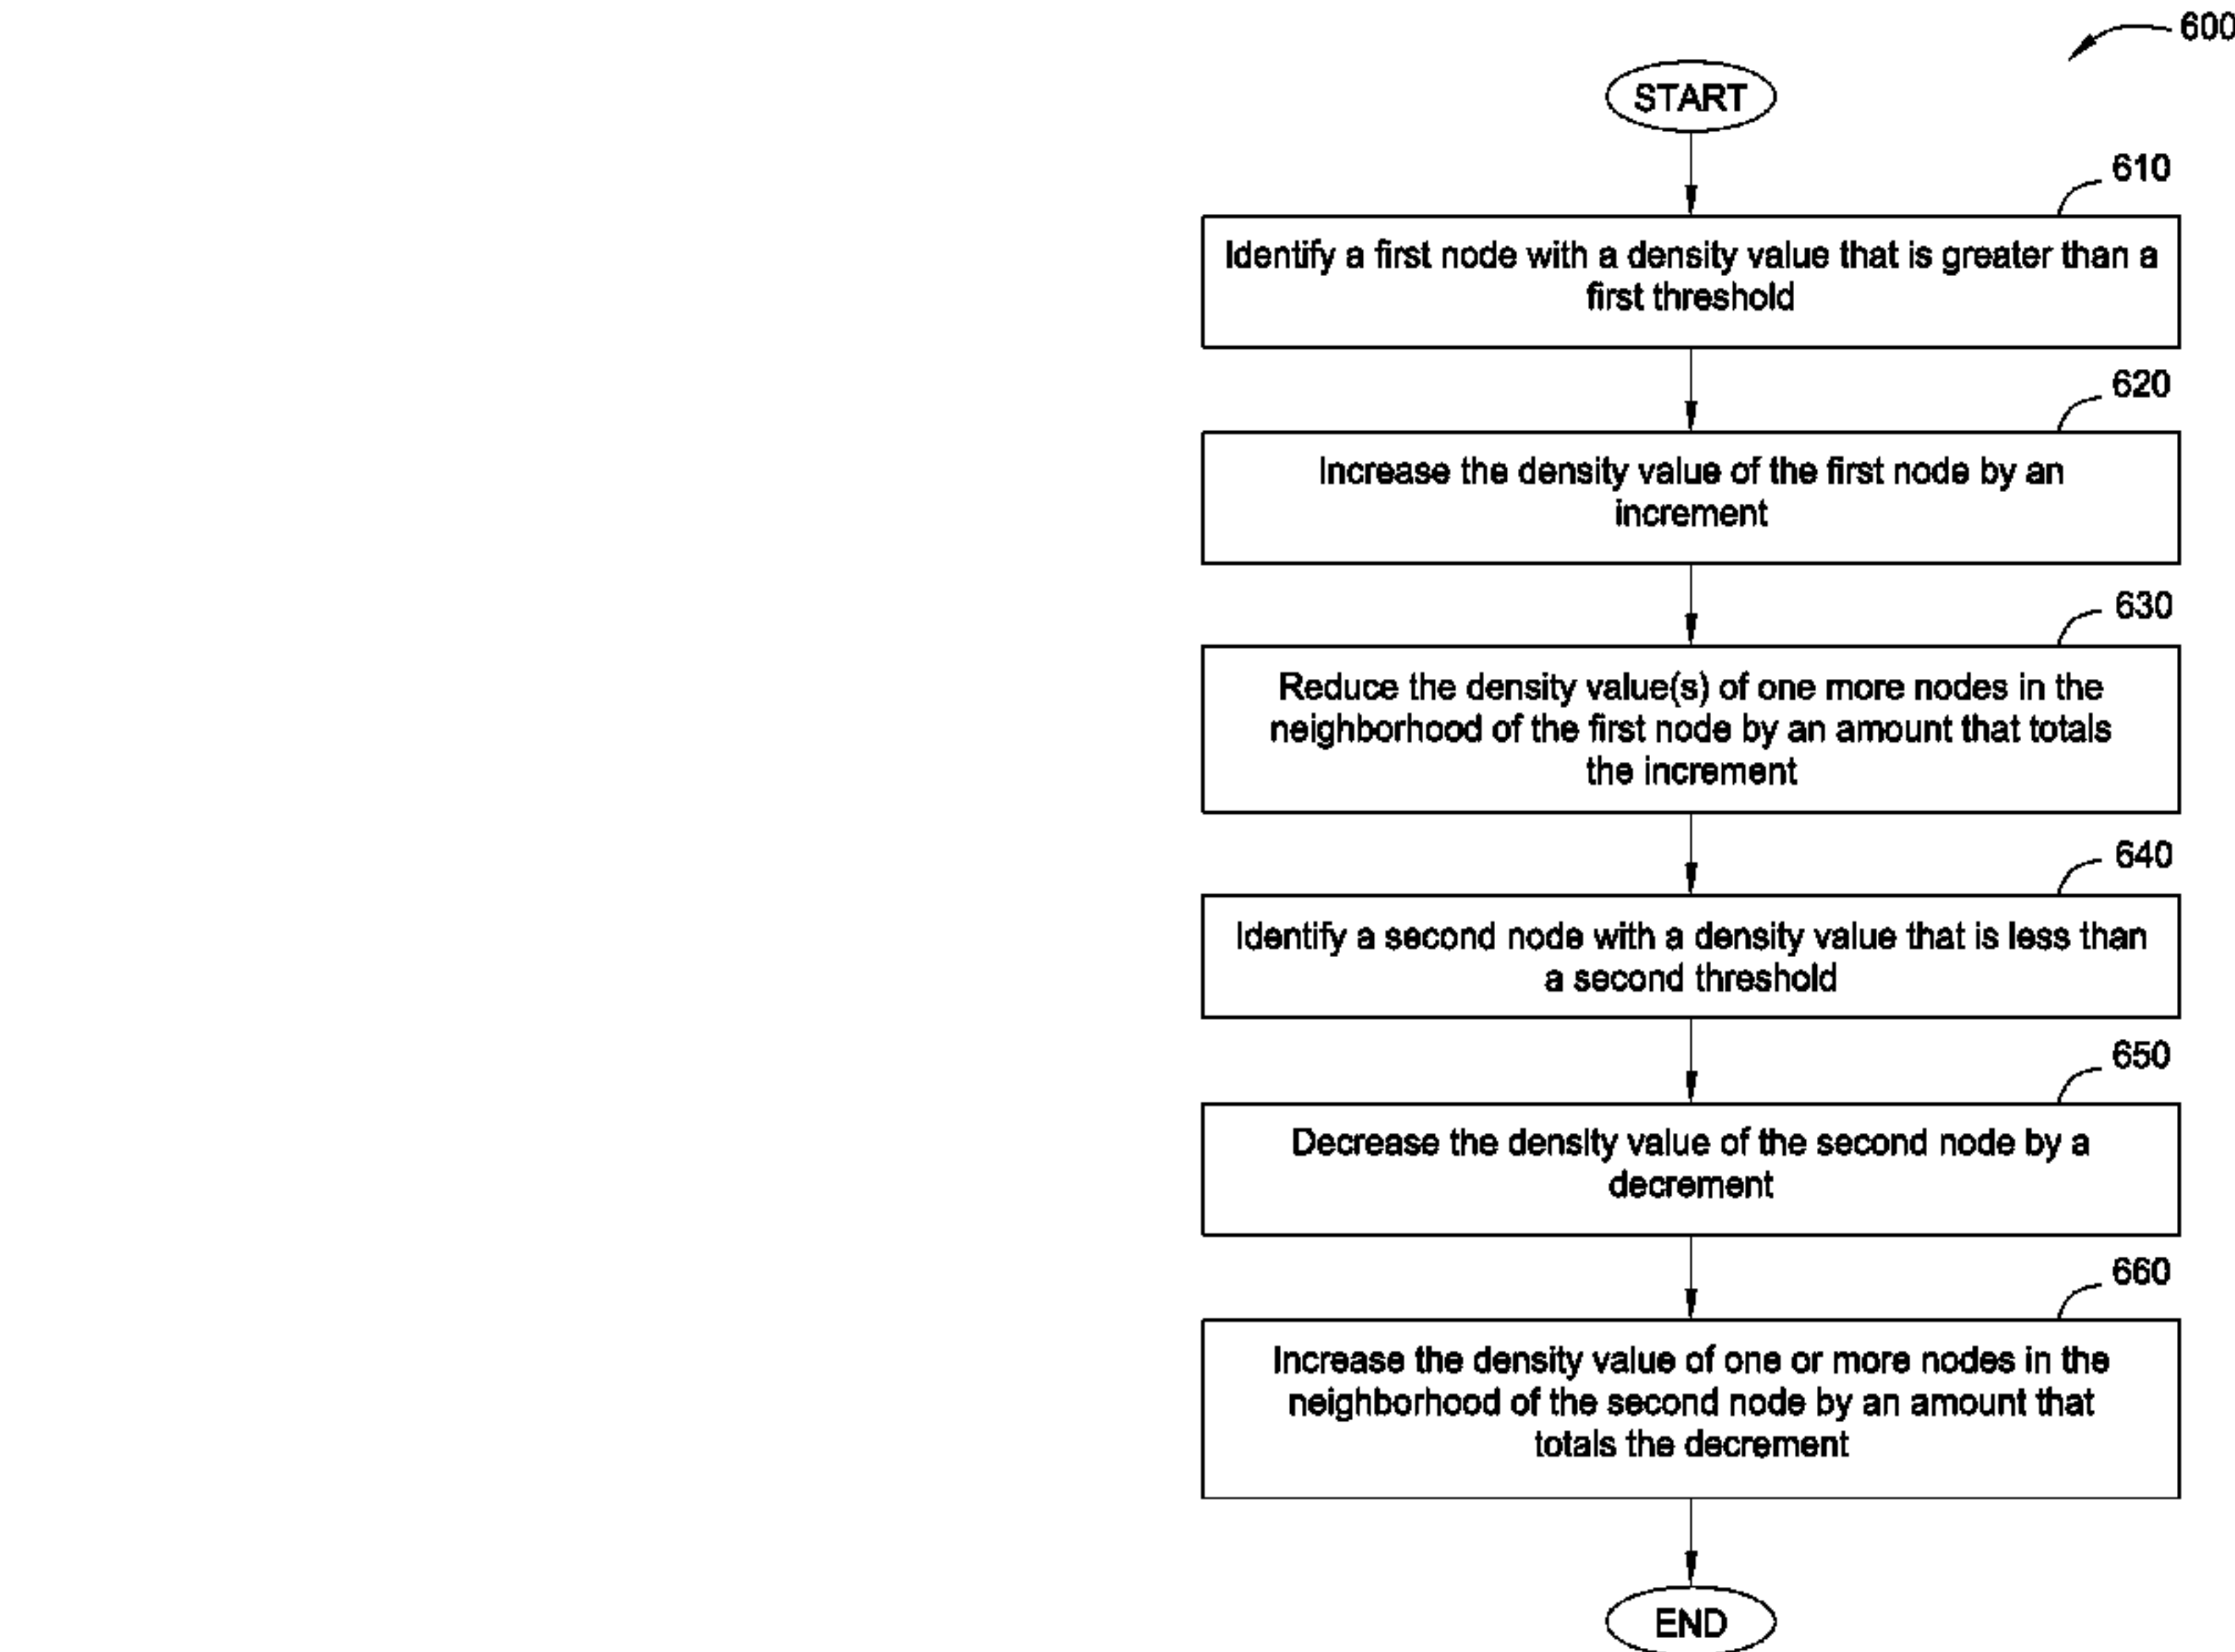 600
START
610
Identify a first node with a density value that is greater than a
first threshold
620
Increase the density value of the first node by an
increment
630
Reduce the density value(s) of one more nodes in the
neighborhood of the first node by an amount that totals
the increment
640
Identify a second node with a density value that is less than
a second threshold
650
Decrease the density value of the second node by a
decrement
660
Increase the density value of one or more nodes in the
neighborhood of the second node by an amount that
totals the decrement
END